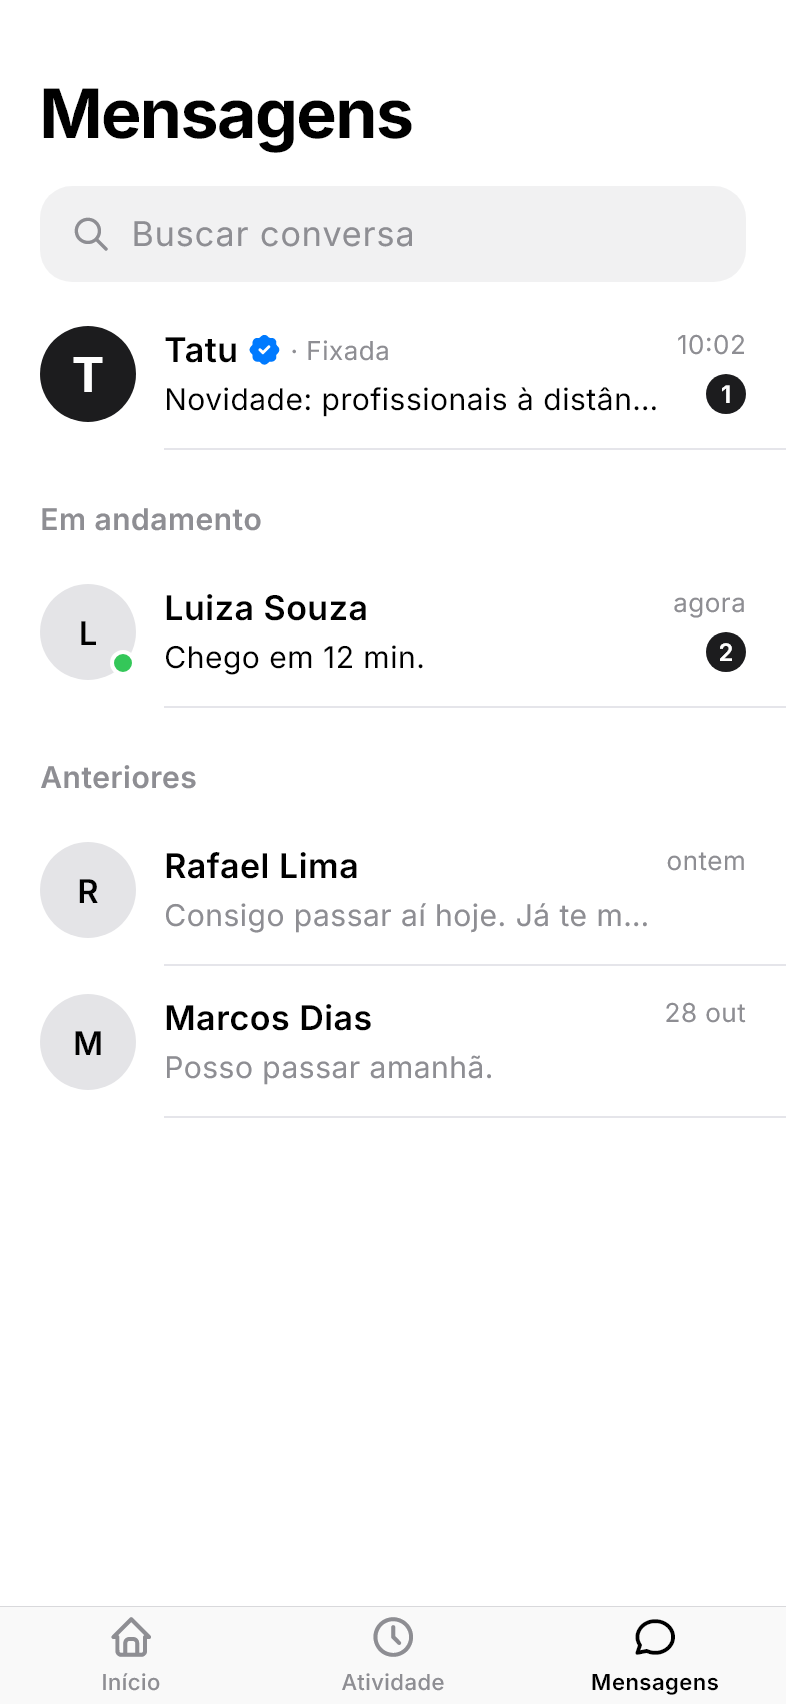 Mensagens
Buscar conversa
T
Tatu · Fixada
10:02
Novidade: profissionais à distân...
1
Em andamento
L
Luiza Souza
agora
Chego em 12 min.
2
Anteriores
R
Rafael Lima
ontem
Consigo passar aí hoje. Já te m...
M
Marcos Dias
28 out
Posso passar amanhã.
Início
Atividade
Mensagens